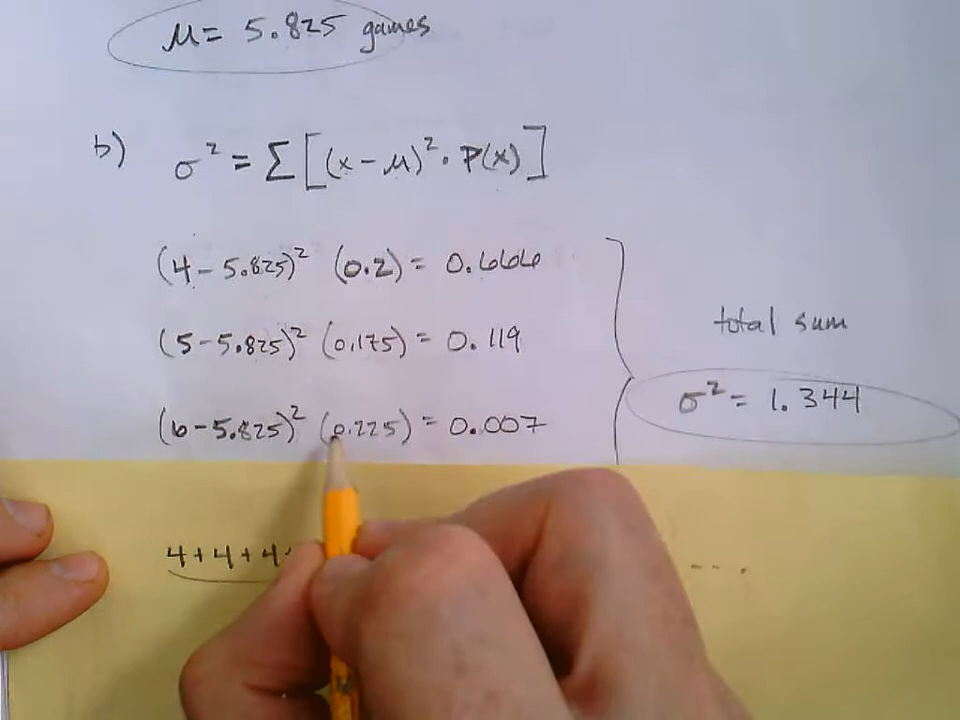 μ = 5.825 games
b) σ² = Σ [(x - μ)² · P(x)]
(4 - 5.825)² (0.2) = 0.666
(5 - 5.825)² (0.175) = 0.119
(6 - 5.825)² (0.225) = 0.007
total sum
σ² = 1.344
4 + 4 + 4
- - .